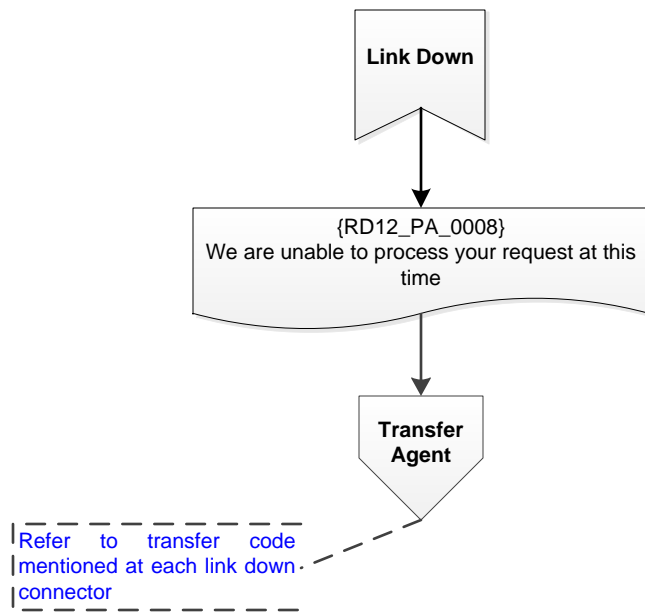 Link Down
{RD12_PA_0008}
We are unable to process your request at this
time
Transfer
Agent
Refer to transfer code
mentioned at each link down
connector